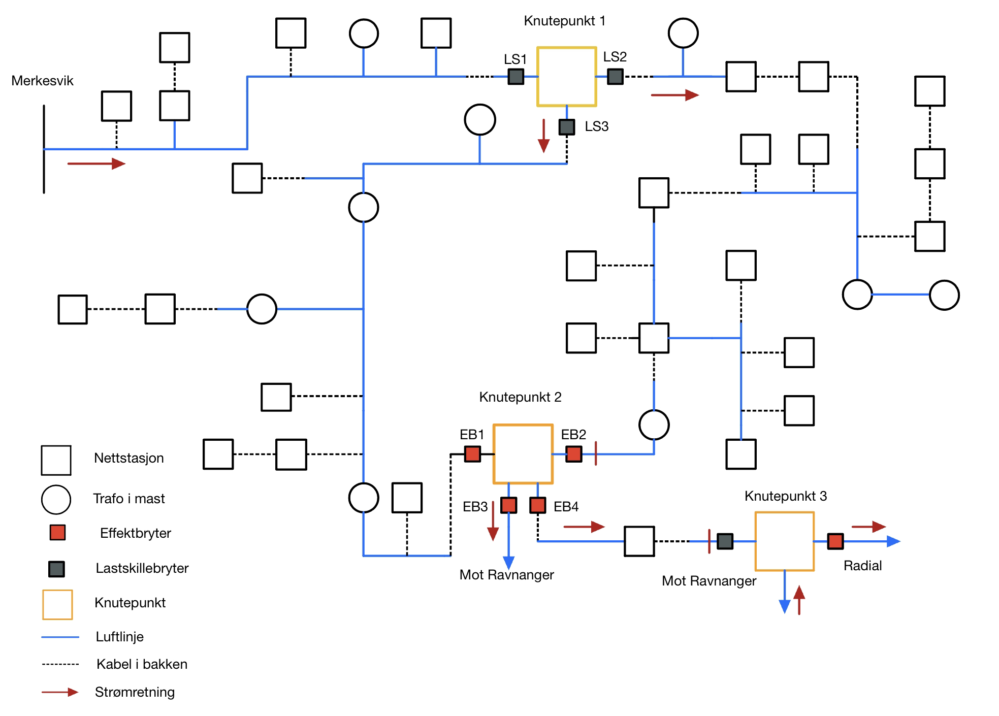 Knutepunkt 1
LS1
LS2
Merkesvik
LS3
Knutepunkt 2
EB1
EB2
Nettstasjon
Knutepunkt 3
Trafo i mast
EB3
EB4
Effektbryter
Radial
Lastskillebryter
Mot Ravnanger
Mot Ravnanger
Knutepunkt
Luftlinje
Kabel i bakken
Strømretning